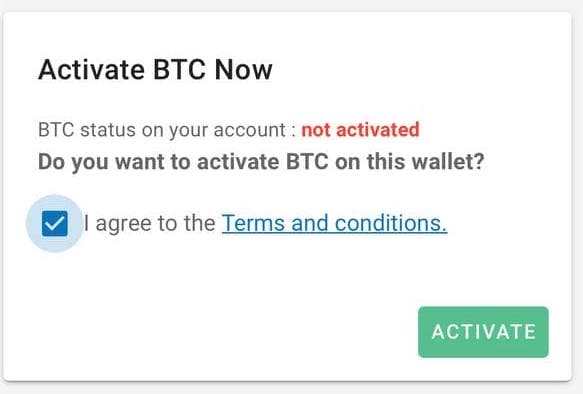 Activate BTC Now
BTC status on your account : not activated
Do you want to activate BTC on this wallet?
I agree to the Terms and conditions.
ACTIVATE